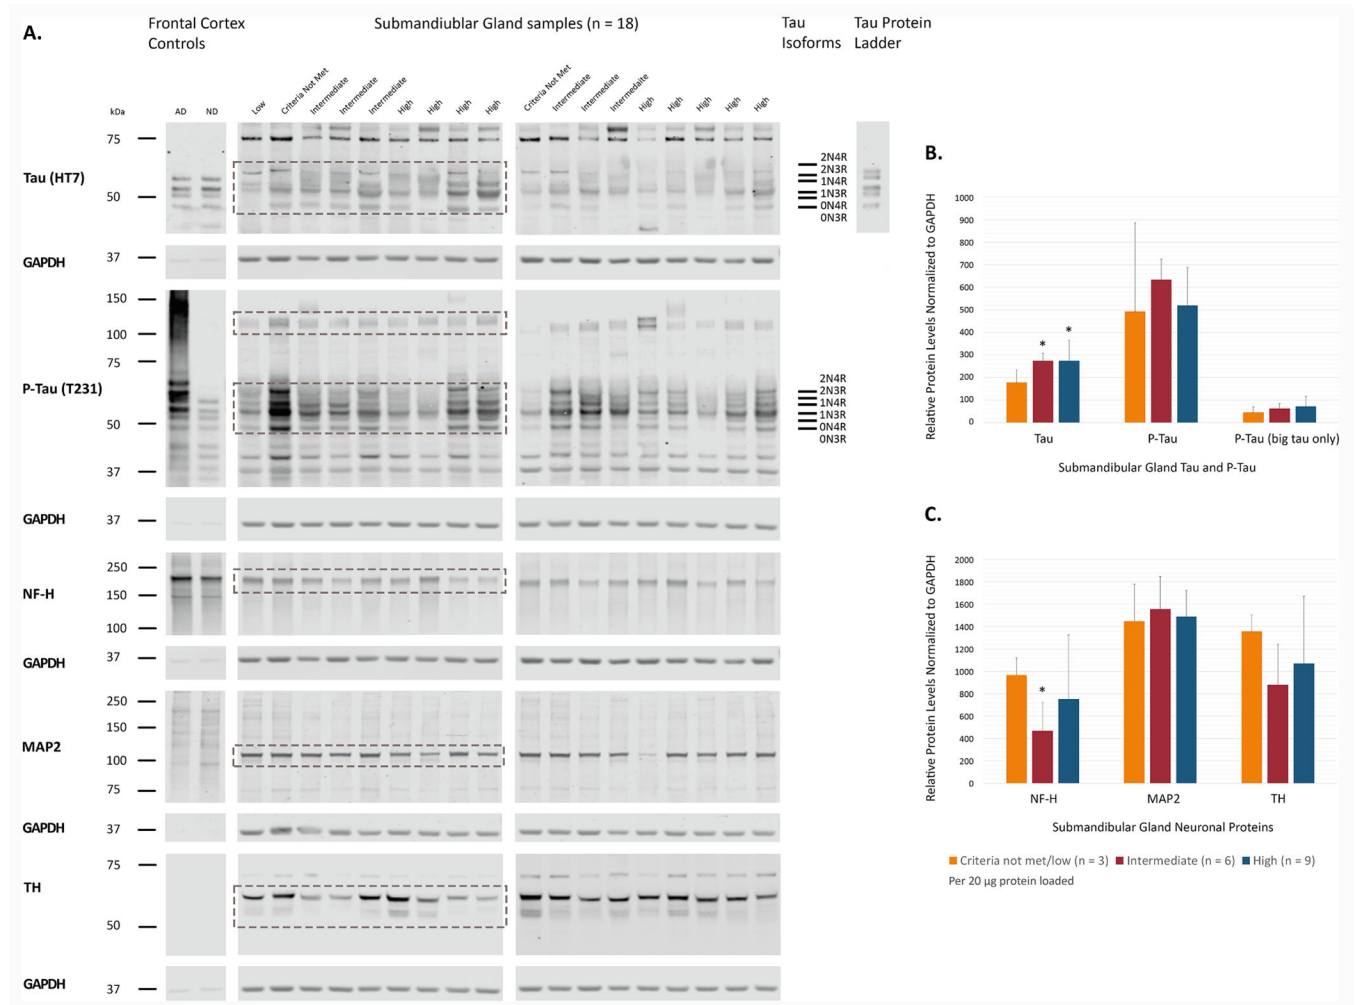 A.
Frontal Cortex
Controls
Submandiublar Gland samples (n = 18)
Tau
Isoforms
Tau Protein
Ladder
kDa
AD
ND
Low
Criteria Not Met
Intermediate
Intermediate
Intermediate
High
High
High
High
Criteria Not Met
Intermediate
Intermediate
Intermedaite
High
High
High
High
High
Tau (HT7)
75
50
2N4R
2N3R
1N4R
1N3R
0N4R
0N3R
GAPDH
37
P-Tau (T231)
150
100
75
50
37
2N4R
2N3R
1N4R
1N3R
0N4R
0N3R
GAPDH
37
NF-H
250
150
100
GAPDH
37
MAP2
250
150
100
75
GAPDH
37
TH
75
50
GAPDH
37
B.
Relative Protein Levels Normalized to GAPDH
1000
900
800
700
600
500
400
300
200
100
0
*
*
Tau
P-Tau
P-Tau (big tau only)
Submandibular Gland Tau and P-Tau
C.
Relative Protein Levels Normalized to GAPDH
2000
1800
1600
1400
1200
1000
800
600
400
200
0
*
NF-H
MAP2
TH
Submandibular Gland Neuronal Proteins
Criteria not met/low (n = 3)
Intermediate (n = 6)
High (n = 9)
Per 20 µg protein loaded